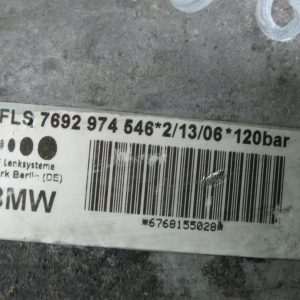 FLS 7692 974 546*2/13/06*120bar
Lenksysteme
rk Berlin (DE)
BMW
*6768155028*